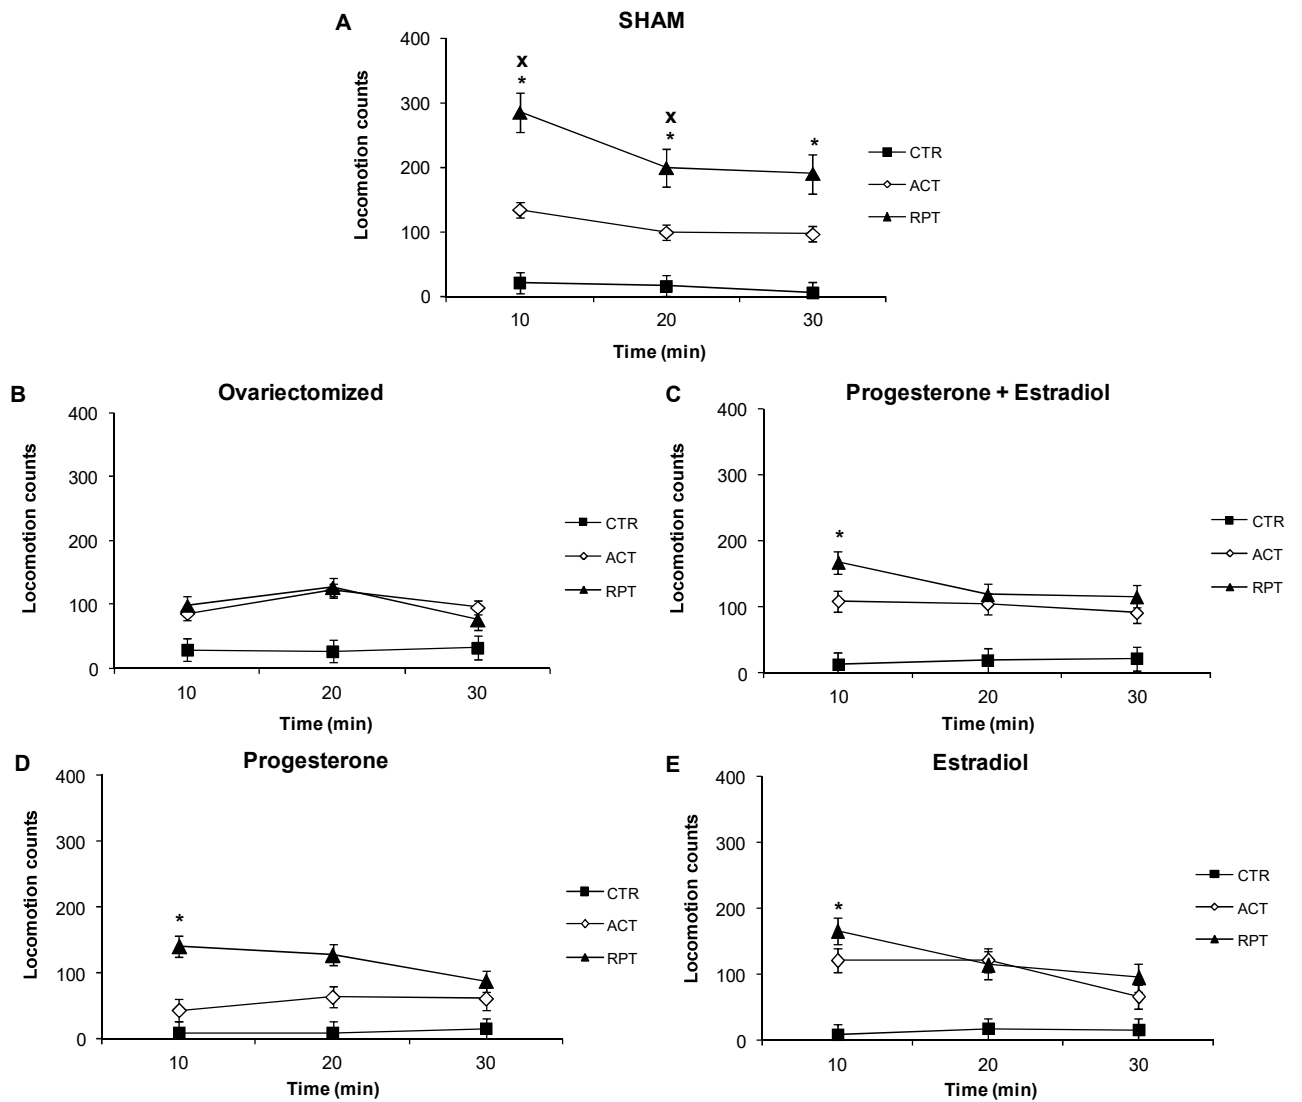 A
SHAM
Locomotion counts
400
300
200
100
0
x
*
x
*
*
10
20
30
Time (min)
CTR
ACT
RPT
B
Ovariectomized
Locomotion counts
400
300
200
100
0
10
20
30
Time (min)
CTR
ACT
RPT
C
Progesterone + Estradiol
Locomotion counts
400
300
200
100
0
*
10
20
30
Time (min)
CTR
ACT
RPT
D
Progesterone
Locomotion counts
400
300
200
100
0
*
10
20
30
Time (min)
CTR
ACT
RPT
E
Estradiol
Locomotion counts
400
300
200
100
0
*
10
20
30
Time (min)
CTR
ACT
RPT